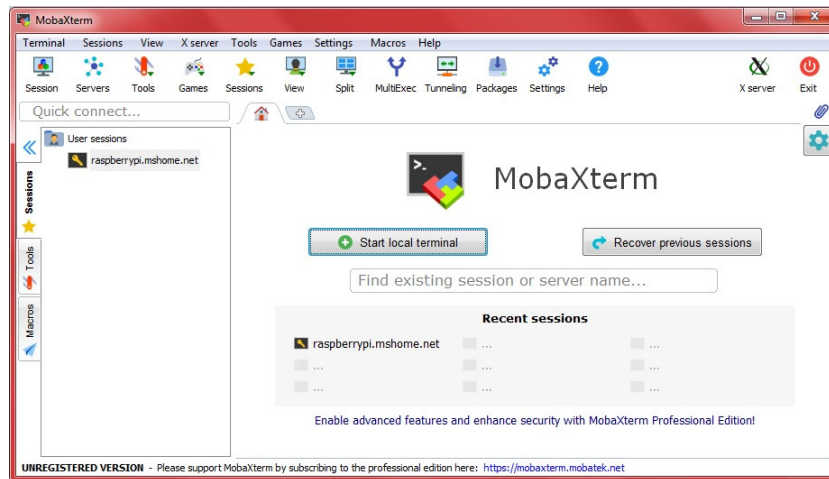 MobaXterm
Terminal Sessions View X server Tools Games Settings Macros Help
Session Servers Tools Games Sessions View Split MultiExec Tunneling Packages Settings Help X server Exit
Quick connect...
User sessions
raspberrypi.mshome.net
Sessions
Tools
Macros
>_
MobaXterm
Start local terminal
Recover previous sessions
Find existing session or server name...
Recent sessions
raspberrypi.mshome.net ... ...
... ... ...
... ... ...
Enable advanced features and enhance security with MobaXterm Professional Edition!
UNREGISTERED VERSION - Please support MobaXterm by subscribing to the professional edition here: https://mobaxterm.mobatek.net